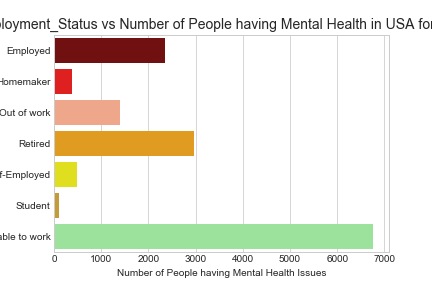 ployment_Status vs Number of People having Mental Health in USA for
Employed
Homemaker
Out of work
Retired
f-Employed
Student
able to work
0 1000 2000 3000 4000 5000 6000 7000
Number of People having Mental Health Issues